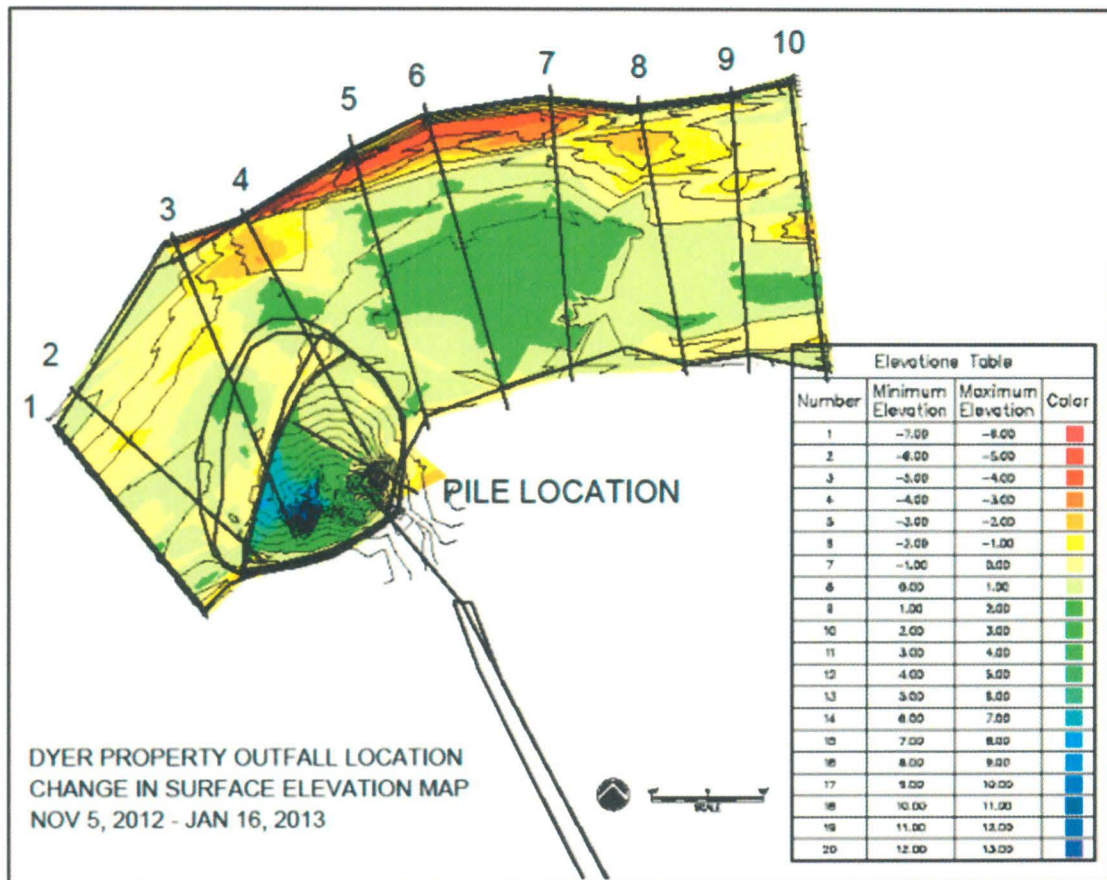 10
9
8
7
6
5
4
3
2
1
PILE LOCATION
Elevations Table
Number Minimum Elevation Maximum Elevation Color
1 -7.00 -6.00
2 -6.00 -5.00
3 -5.00 -4.00
4 -4.00 -3.00
5 -3.00 -2.00
6 -2.00 -1.00
7 -1.00 0.00
8 0.00 1.00
9 1.00 2.00
10 2.00 3.00
11 3.00 4.00
12 4.00 5.00
13 5.00 6.00
14 6.00 7.00
15 7.00 8.00
16 8.00 9.00
17 9.00 10.00
18 10.00 11.00
19 11.00 12.00
20 12.00 13.00
DYER PROPERTY OUTFALL LOCATION
CHANGE IN SURFACE ELEVATION MAP
NOV 5, 2012 - JAN 16, 2013
SCALE